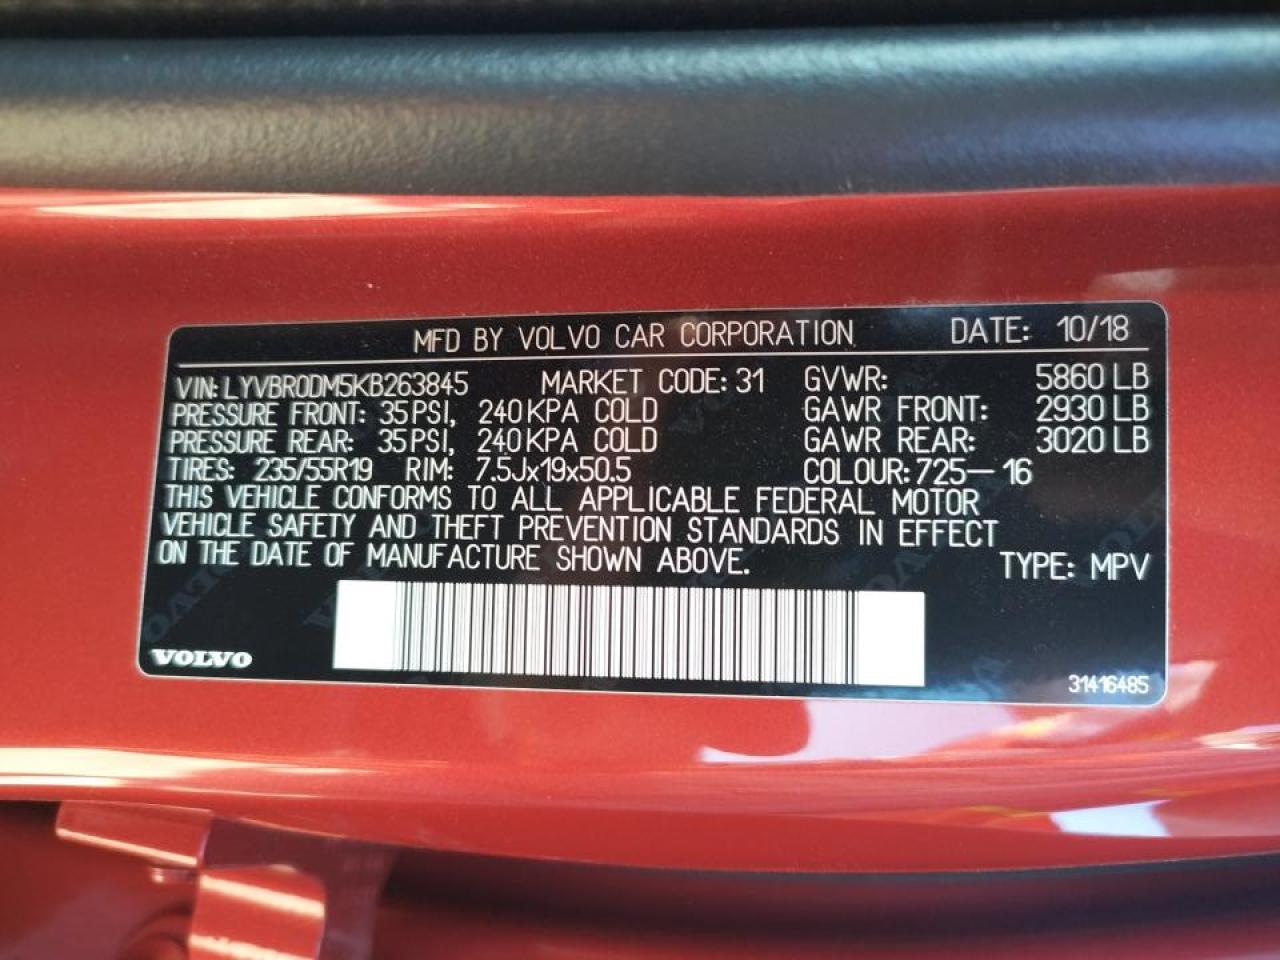 MFD BY VOLVO CAR CORPORATION DATE: 10/18
VIN: LYVBR0DM5KB263845 MARKET CODE: 31 GVWR: 5860 LB
PRESSURE FRONT: 35 PSI, 240 KPA COLD GAWR FRONT: 2930 LB
PRESSURE REAR: 35 PSI, 240 KPA COLD GAWR REAR: 3020 LB
TIRES: 235/55R19 RIM: 7.5Jx19x50.5 COLOUR: 725-16
THIS VEHICLE CONFORMS TO ALL APPLICABLE FEDERAL MOTOR
VEHICLE SAFETY AND THEFT PREVENTION STANDARDS IN EFFECT
ON THE DATE OF MANUFACTURE SHOWN ABOVE. TYPE: MPV
VOLVO 31416485